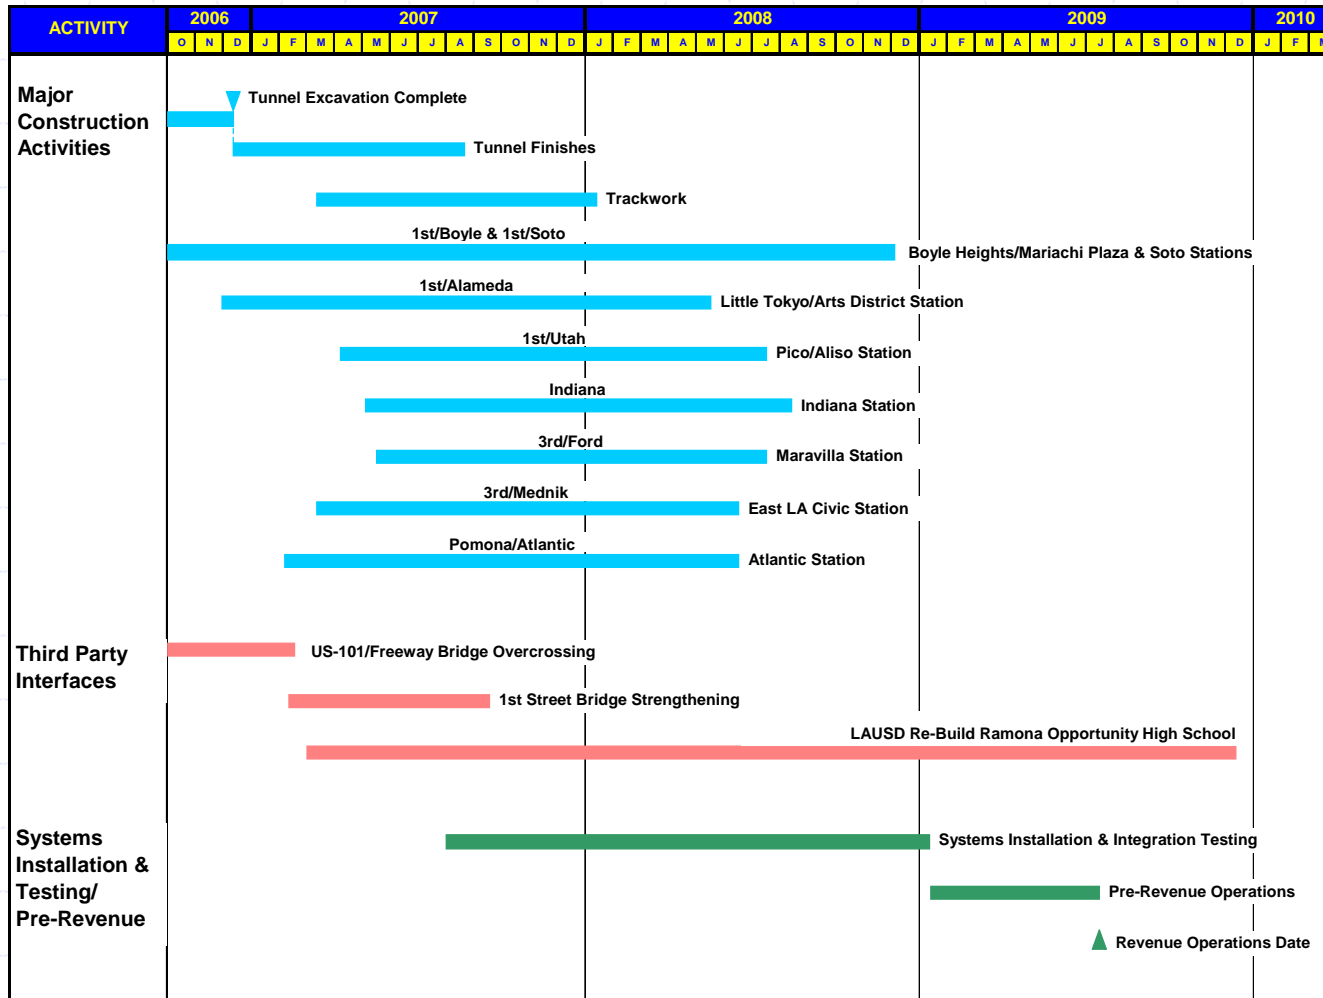 ACTIVITY
2006 2007 2008 2009 2010
O N D J F M A M J J A S O N D J F M A M J J A S O N D J F M A M J J A S O N D J F M
Major
Construction
Activities
Tunnel Excavation Complete
Tunnel Finishes
Trackwork
1st/Boyle & 1st/Soto
Boyle Heights/Mariachi Plaza & Soto Stations
1st/Alameda
Little Tokyo/Arts District Station
1st/Utah
Pico/Aliso Station
Indiana
Indiana Station
3rd/Ford
Maravilla Station
3rd/Mednik
East LA Civic Station
Pomona/Atlantic
Atlantic Station
Third Party
Interfaces
US-101/Freeway Bridge Overcrossing
1st Street Bridge Strengthening
LAUSD Re-Build Ramona Opportunity High School
Systems
Installation &
Testing/
Pre-Revenue
Systems Installation & Integration Testing
Pre-Revenue Operations
Revenue Operations Date